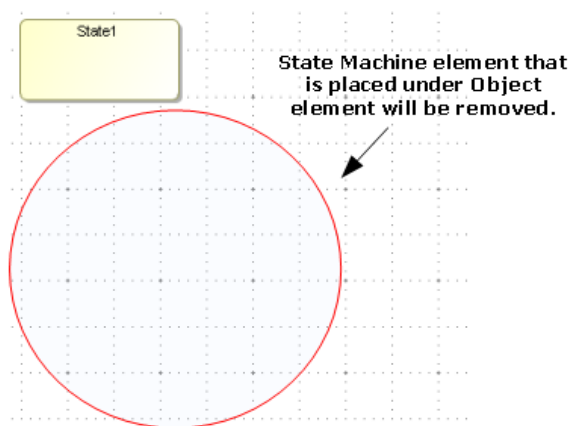 State1
State Machine element that
is placed under Object
element will be removed.